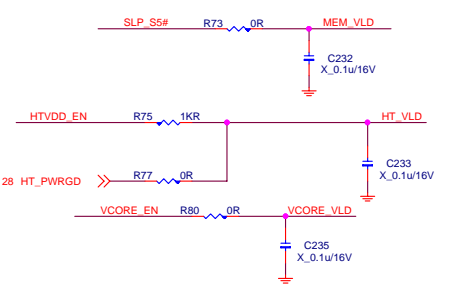 SLP_S5# R73 0R MEM_VLD
C232
X_0.1u/16V
HTVDD_EN R75 1KR HT_VLD
C233
X_0.1u/16V
28 HT_PWRGD R77 0R
VCORE_EN R80 0R VCORE_VLD
C235
X_0.1u/16V